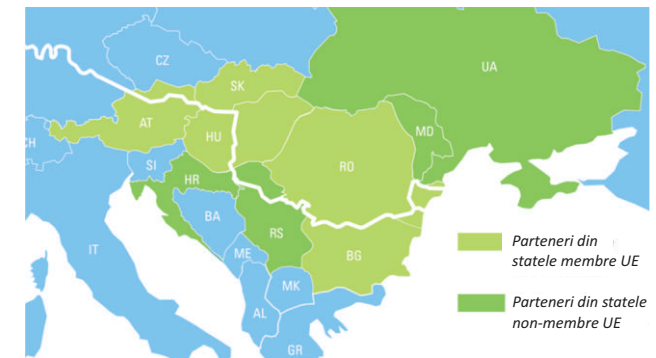 CZ
UA
SK
AT
MD
HU
CH
SI
RO
HR
BA
RS
IT
ME
BG
MK
AL
GR
Parteneri din
statele membre UE
Parteneri din statele
non-membre UE